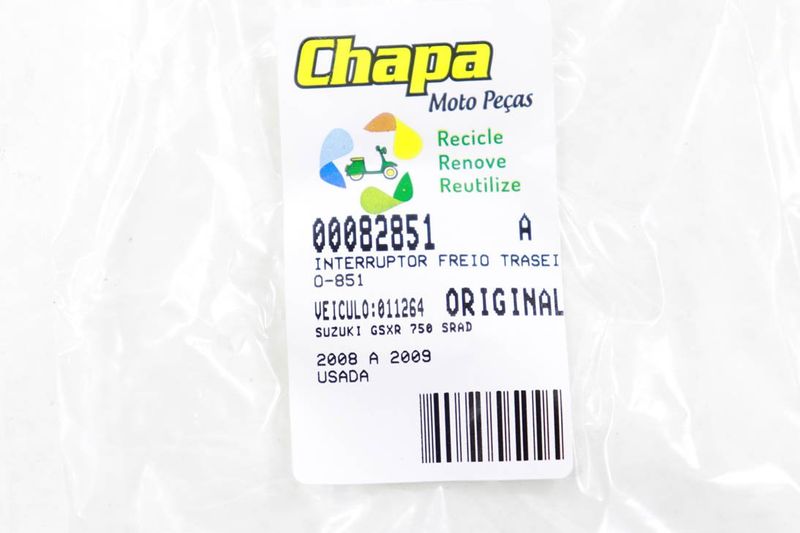 Chapa
Moto Peças
Recicle
Renove
Reutilize
00082851 A
INTERRUPTOR FREIO TRASEI
O-851
VEICULO:011264 ORIGINAL
SUZUKI GSXR 750 SRAD
2008 A 2009
USADA